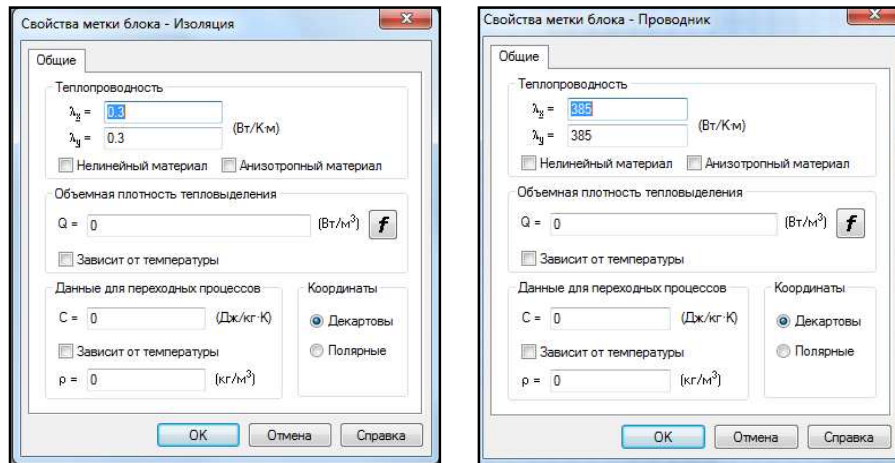 Свойства метки блока - Изоляция
Общие
Теплопроводность
λx = 0.3
λy = 0.3
(Вт/К·м)
Нелинейный материал Анизотропный материал
Объемная плотность тепловыделения
Q = 0 (Вт/м³) f
Зависит от температуры
Данные для переходных процессов Координаты
C = 0 (Дж/кг·К) Декартовы
Зависит от температуры Полярные
ρ = 0 (кг/м³)
ОК Отмена Справка
Свойства метки блока - Проводник
Общие
Теплопроводность
λx = 385
λy = 385
(Вт/К·м)
Нелинейный материал Анизотропный материал
Объемная плотность тепловыделения
Q = 0 (Вт/м³) f
Зависит от температуры
Данные для переходных процессов Координаты
C = 0 (Дж/кг·К) Декартовы
Зависит от температуры Полярные
ρ = 0 (кг/м³)
ОК Отмена Справка